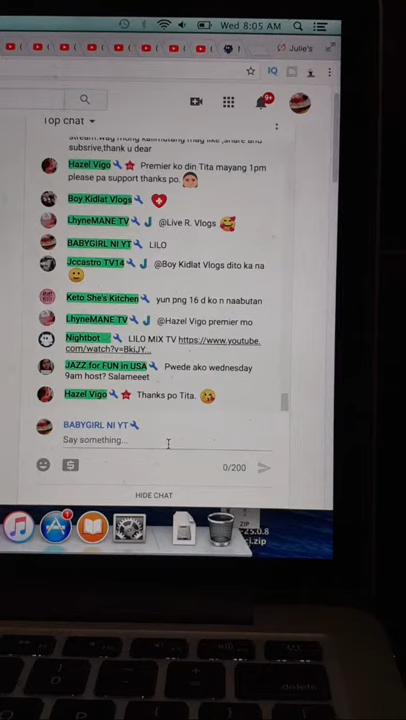 Wed 8:05 AM
Julie's
IQ
9+
Top chat
subsrive,thank u dear
Hazel Vigo Premier ko din Tita mayang 1pm
please pa support thanks po.
Boy Kidlat Vlogs
LhyneMANE TV J @Live R. Vlogs
BABYGIRL NI YT LILO
Jccastro TV14 J @Boy Kidlat Vlogs dito ka na
Keto She's Kitchen yun png 16 d ko n naabutan
LhyneMANE TV J @Hazel Vigo premier mo
Nightbot LILO MIX TV https://www.youtube.
com/watch?v=BkiJY...
JAZZ for FUN in USA Pwede ako wednesday
9am host? Salameeet
Hazel Vigo Thanks po Tita.
BABYGIRL NI YT
Say something...
0/200
HIDE CHAT
ZIP
delete